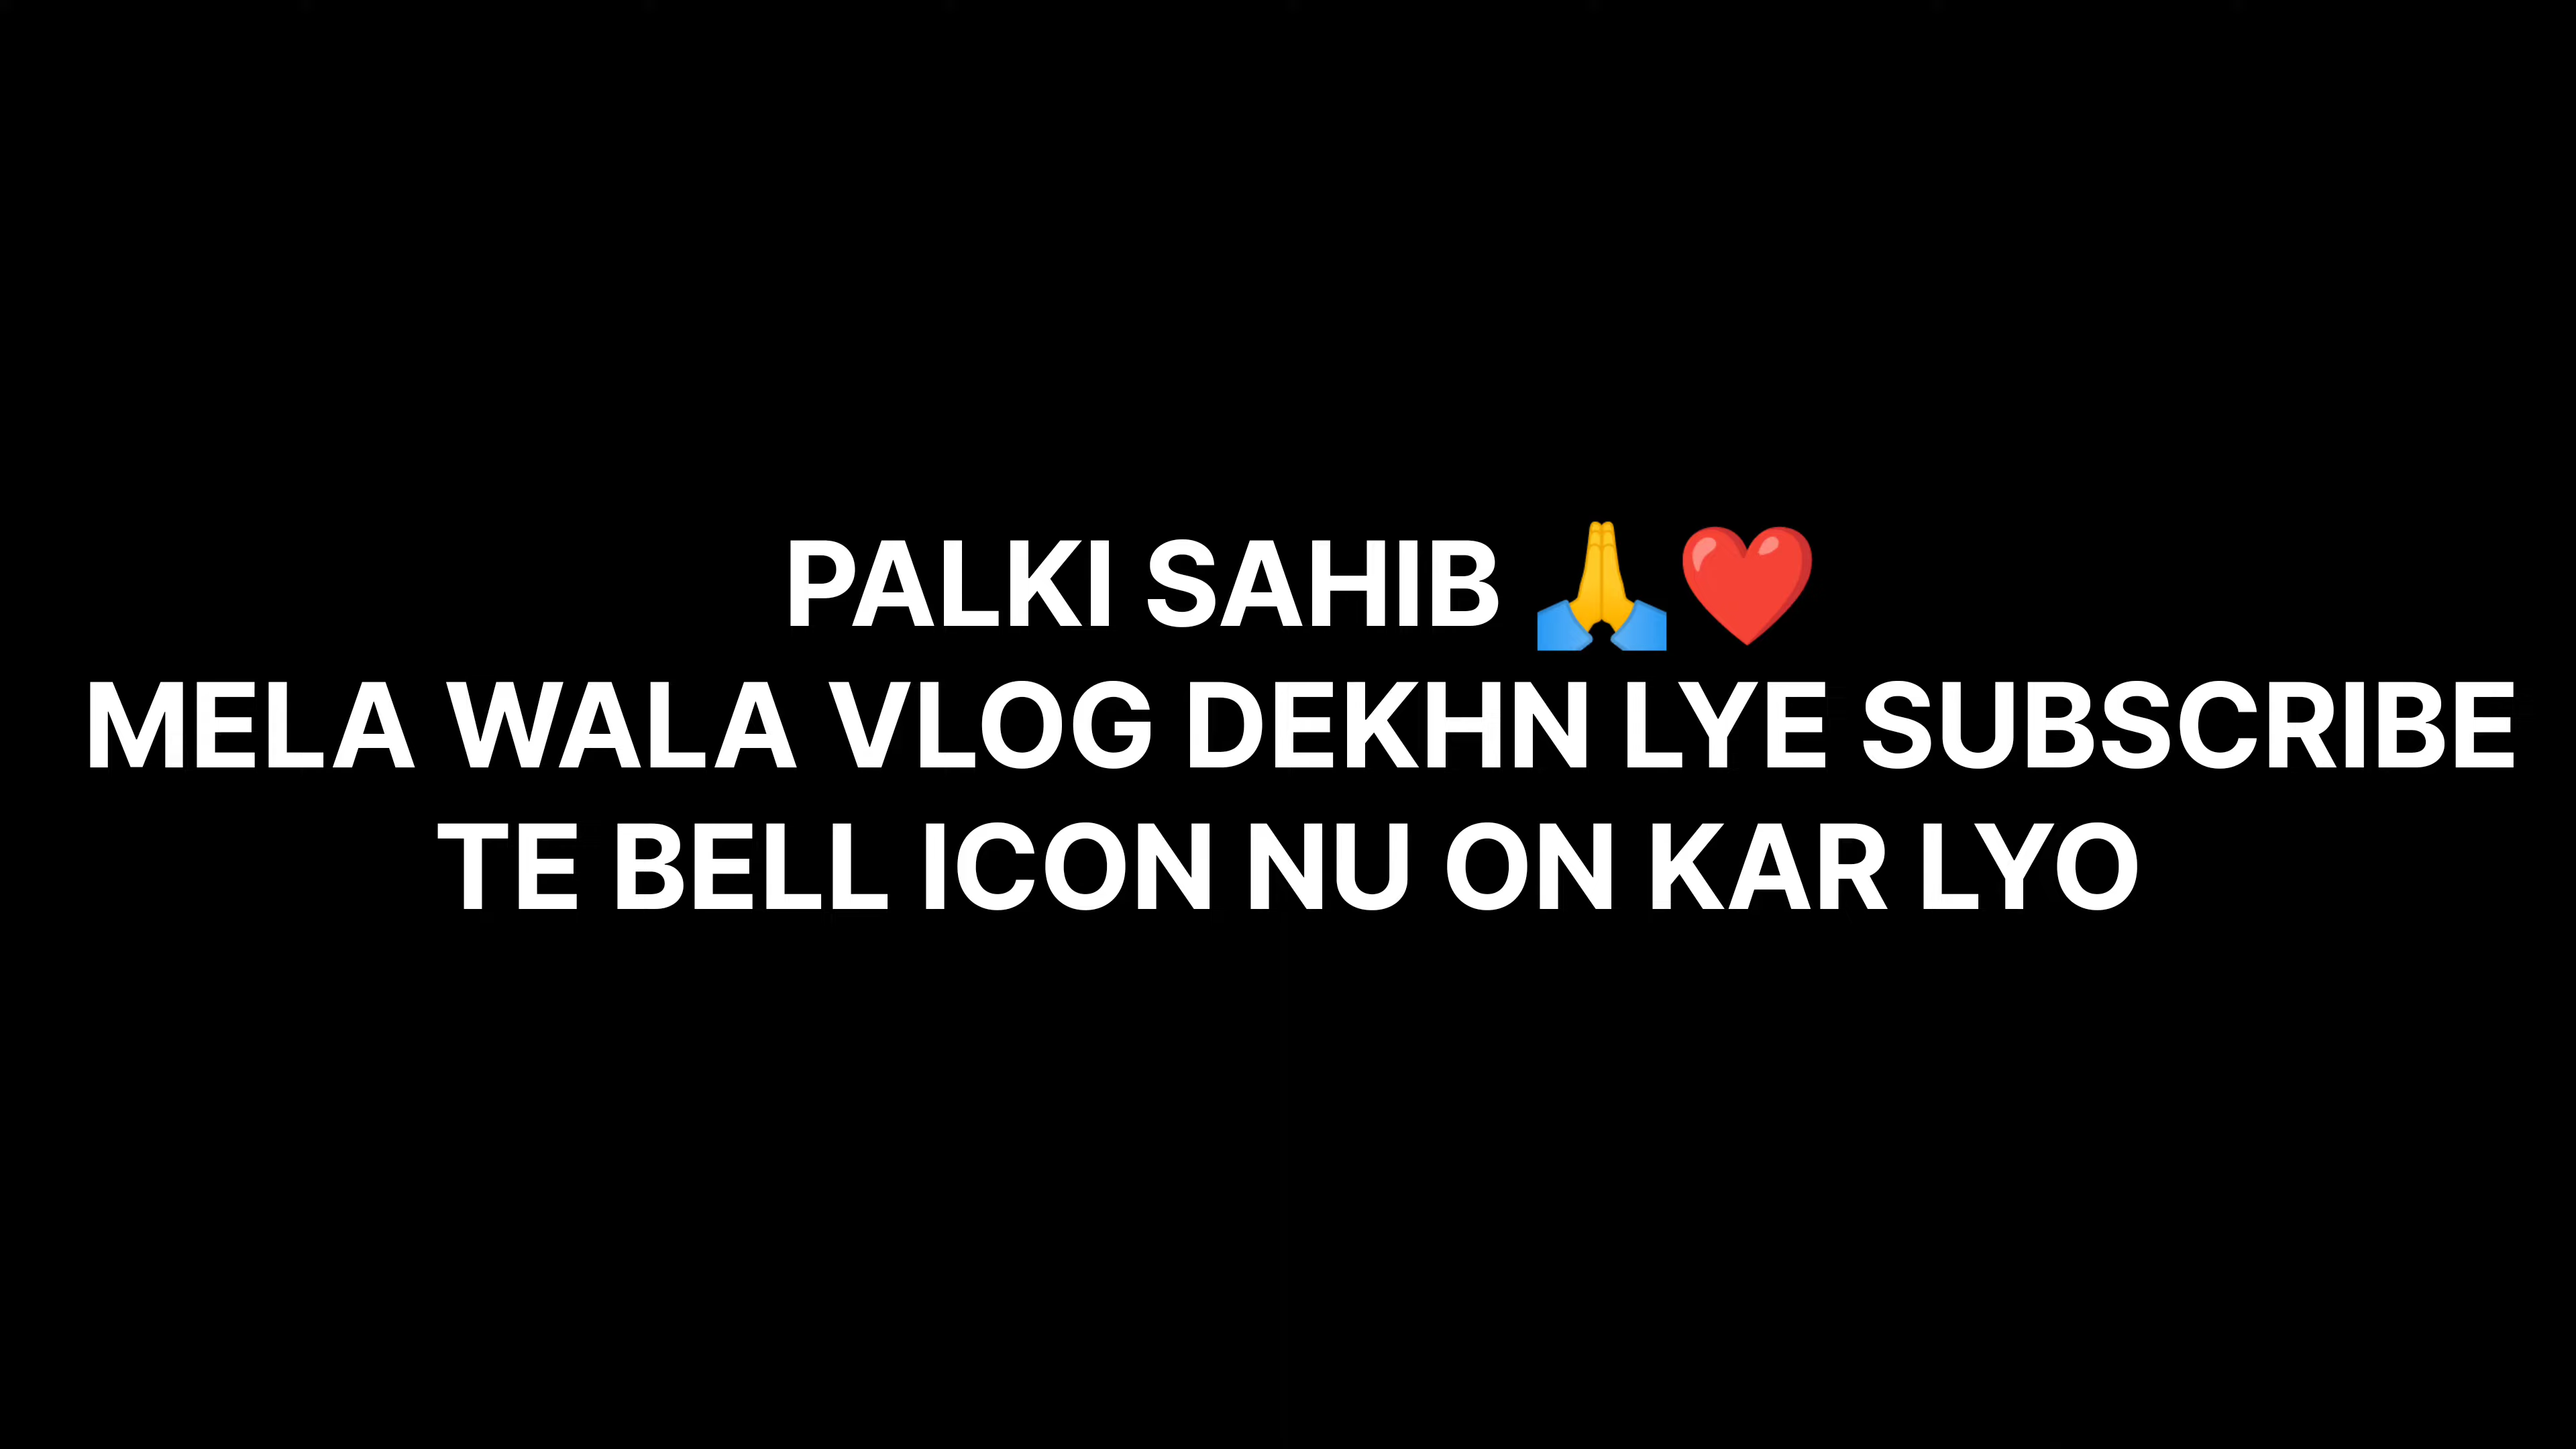 PALKI SAHIB 🙏❤️
MELA WALA VLOG DEKHN LYE SUBSCRIBE
TE BELL ICON NU ON KAR LYO